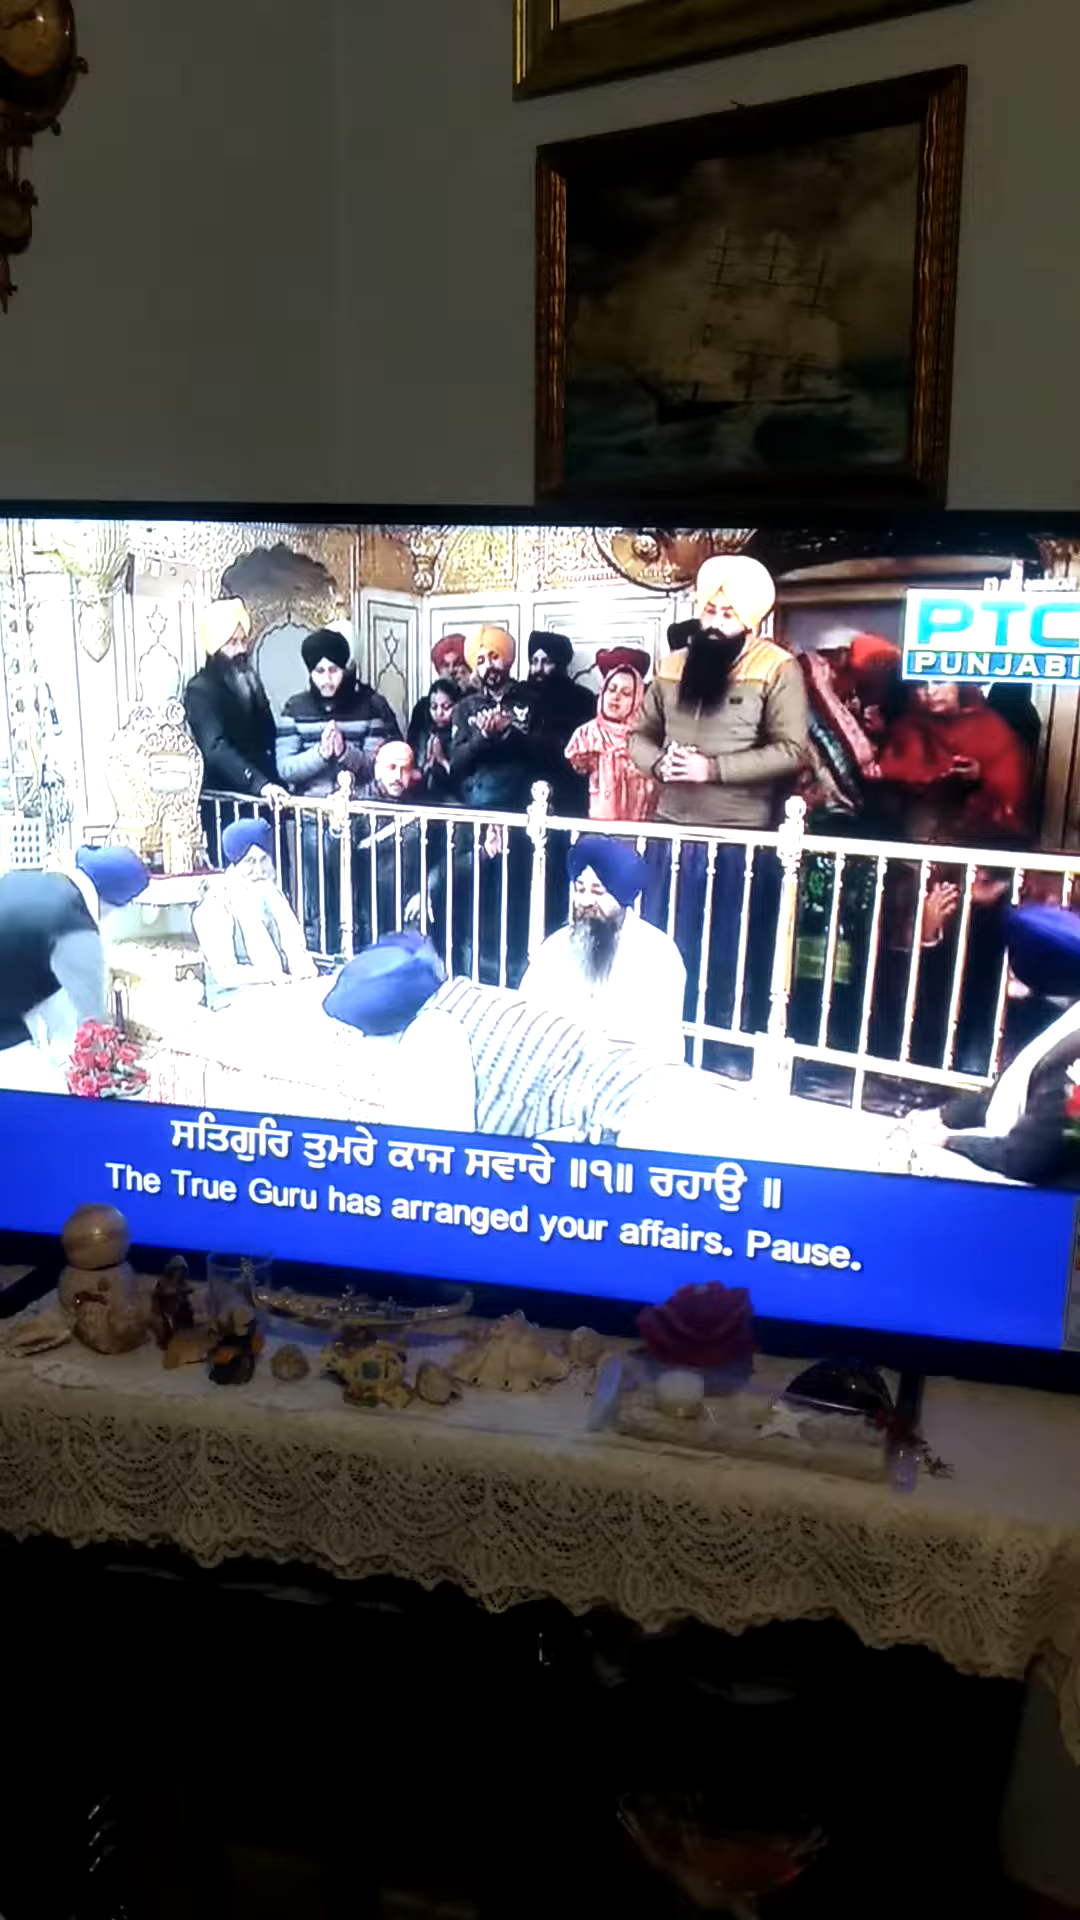 PTC
PUNJABI
ਸਤਿਗੁਰਿ ਤੁਮਰੇ ਕਾਜ ਸਵਾਰੇ ॥੧॥ ਰਹਾਉ ॥
The True Guru has arranged your affairs. Pause.